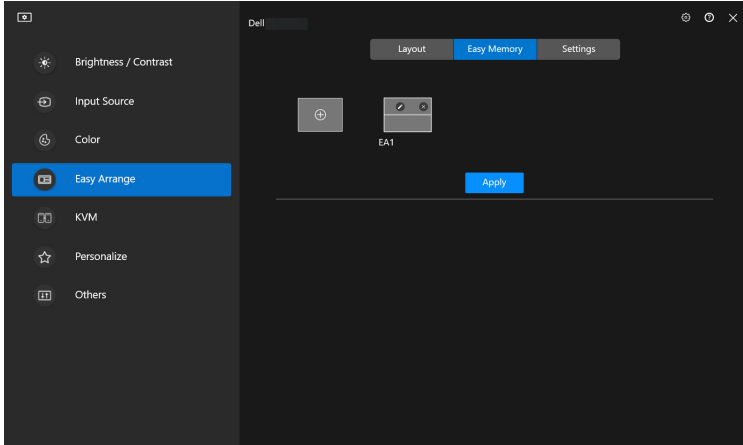 Dell
Layout
Easy Memory
Settings
Brightness / Contrast
Input Source
Color
Easy Arrange
KVM
Personalize
Others
EA1
Apply